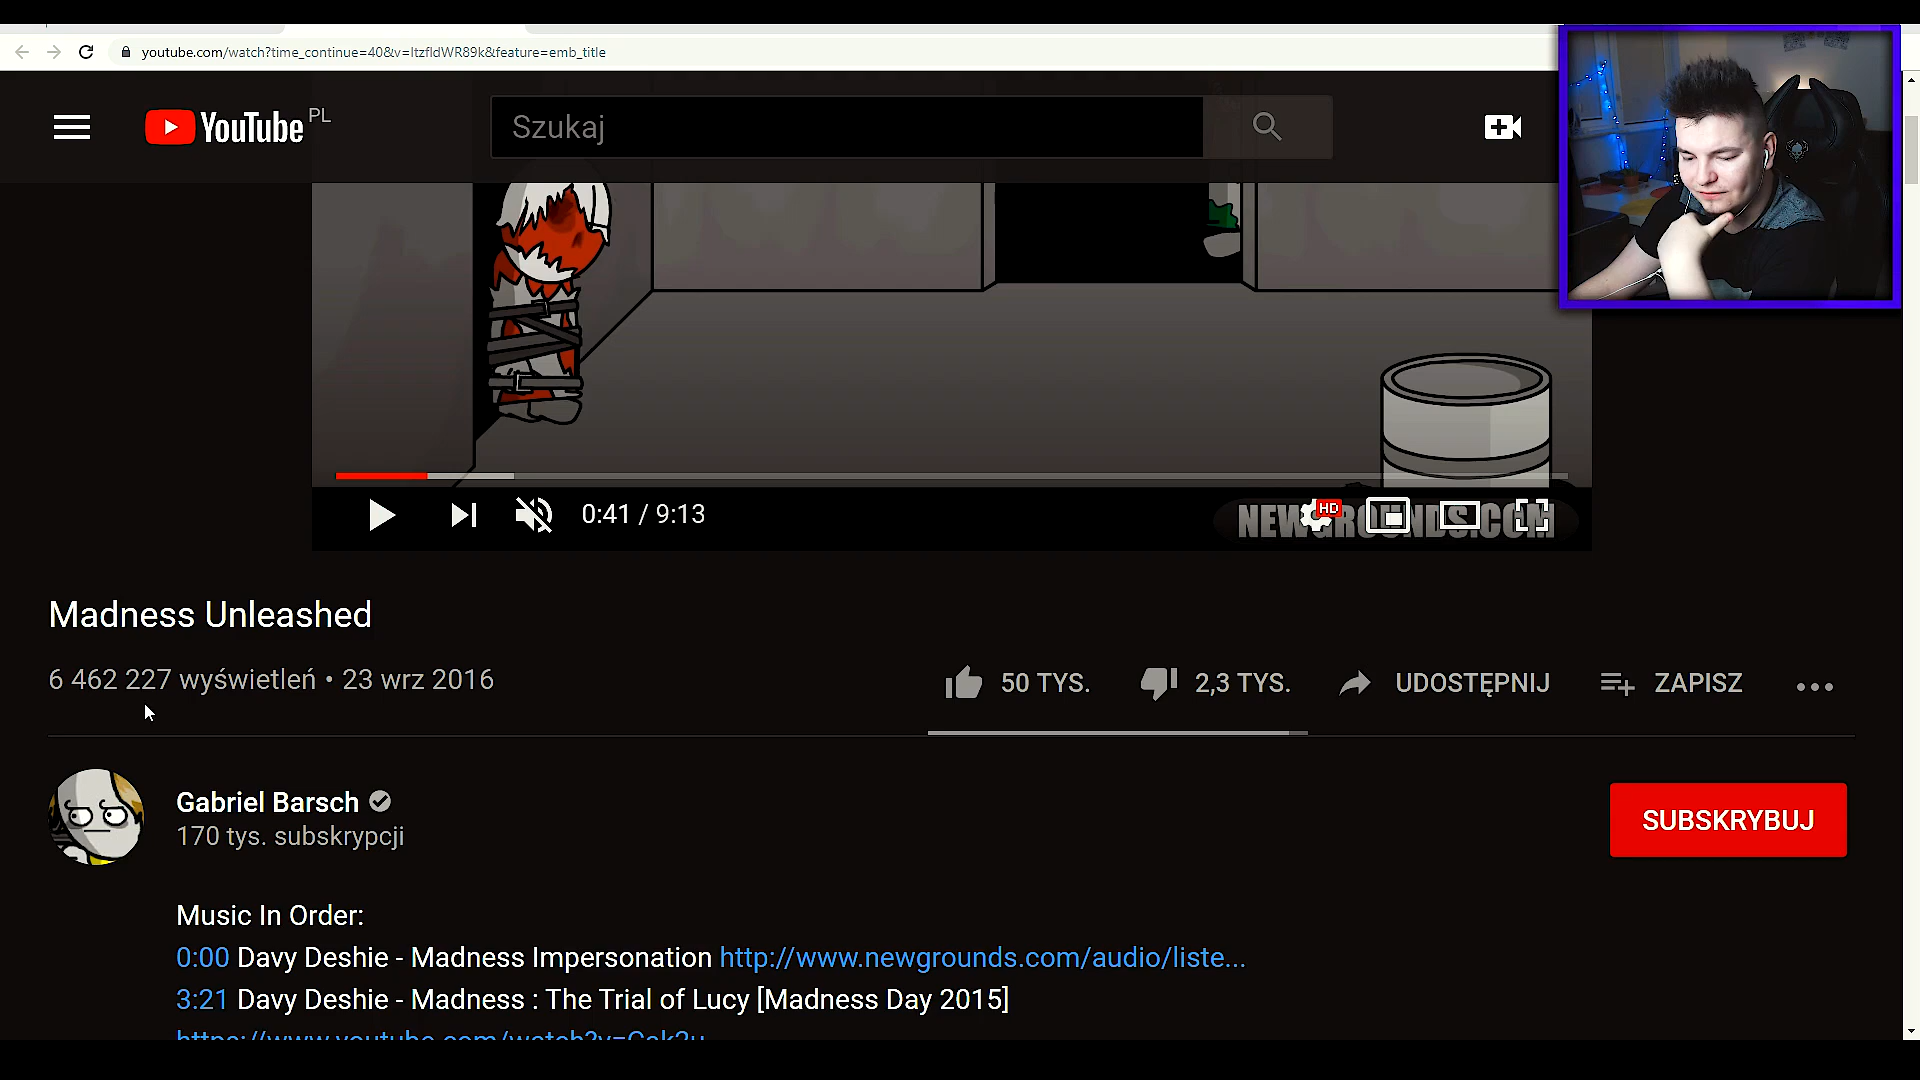 youtube.com/watch?time_continue=40&v=ltzfldWR89k&feature=emb_title
YouTube PL
Szukaj
0:41 / 9:13
HD
NEWGROUNDS.COM
Madness Unleashed
6 462 227 wyświetleń • 23 wrz 2016
50 TYS.
2,3 TYS.
UDOSTĘPNIJ
ZAPISZ
Gabriel Barsch
170 tys. subskrypcji
SUBSKRYBUJ
Music In Order:
0:00 Davy Deshie - Madness Impersonation http://www.newgrounds.com/audio/liste...
3:21 Davy Deshie - Madness : The Trial of Lucy [Madness Day 2015]